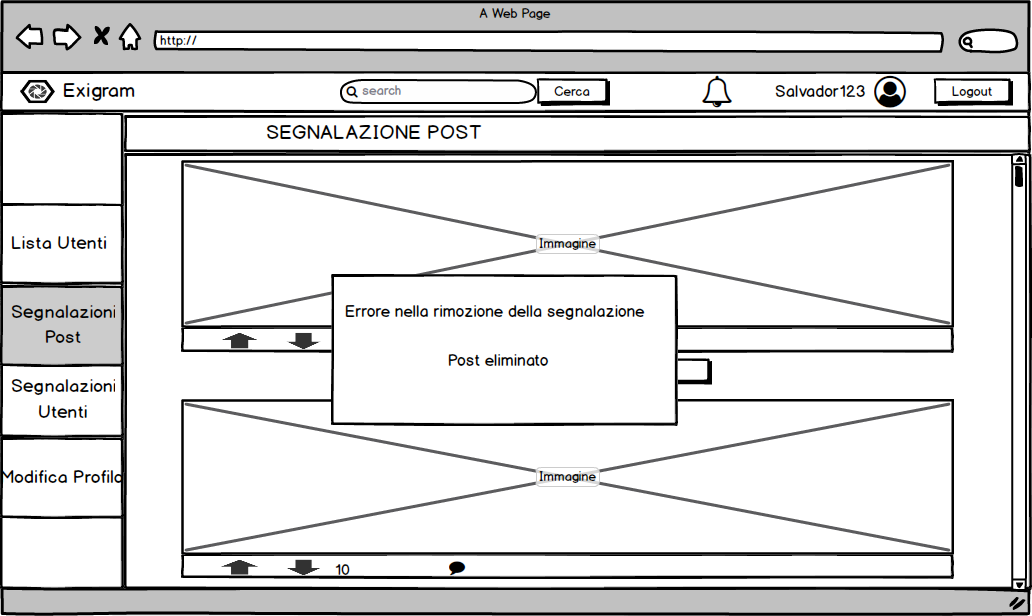 A Web Page
http://
Exigram
search
Cerca
Salvador123
Logout
SEGNALAZIONE POST
Lista Utenti
Segnalazioni
Post
Segnalazioni
Utenti
Modifica Profilo
Immagine
Errore nella rimozione della segnalazione
Post eliminato
Immagine
10